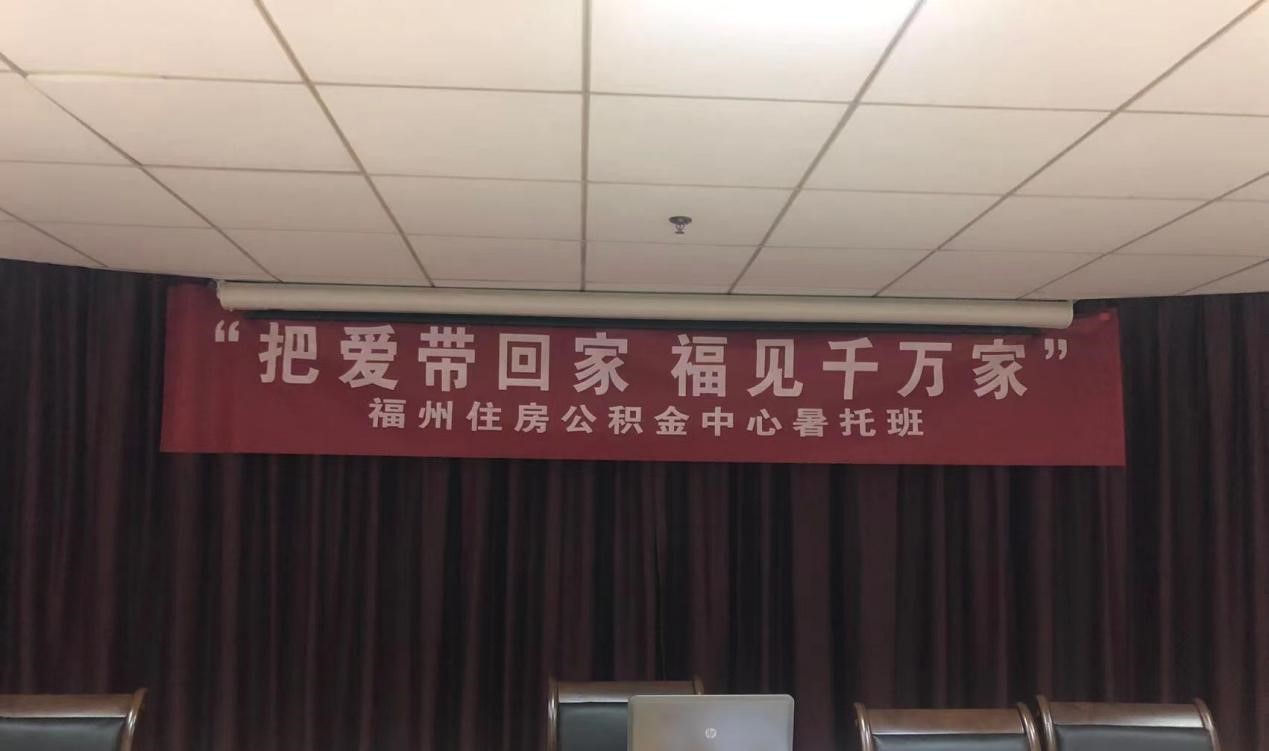 “把爱带回家 福见千万家”
福州住房公积金中心暑托班
hp